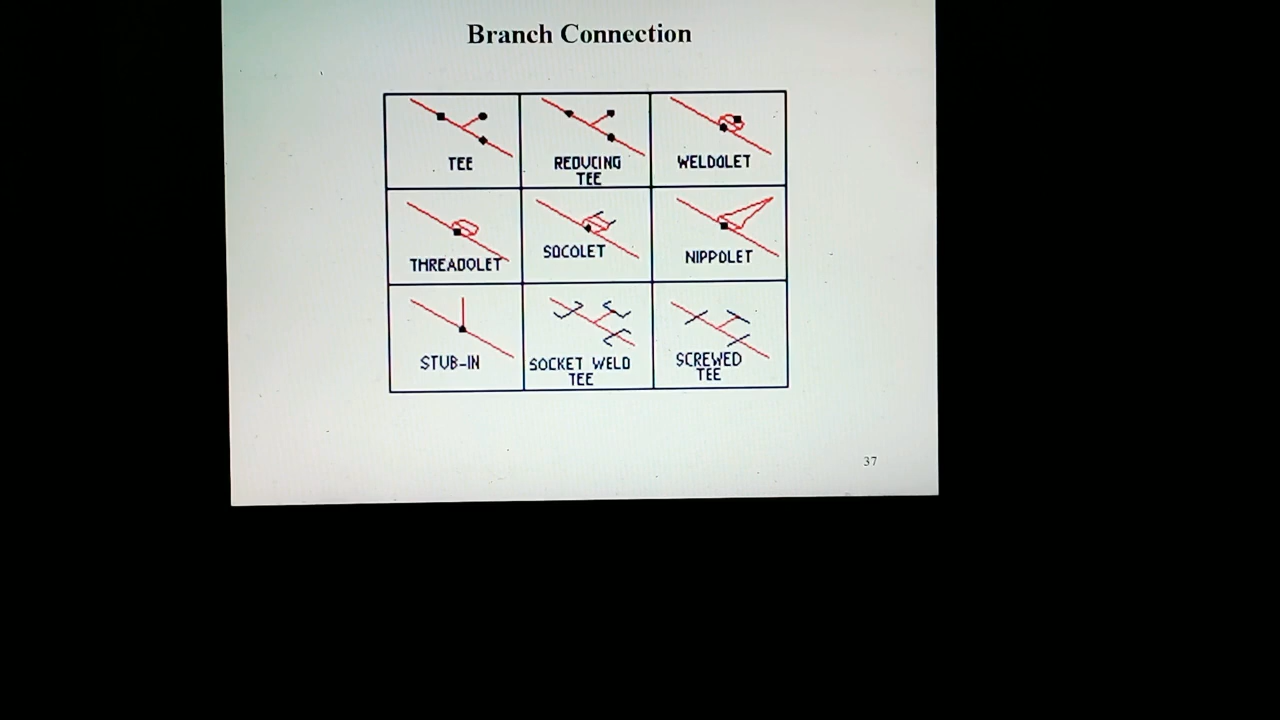 Branch Connection
TEE
REDUCING
TEE
WELDOLET
THREADOLET
SOCOLET
NIPPOLET
STUB-IN
SOCKET WELD
TEE
SCREWED
TEE
37